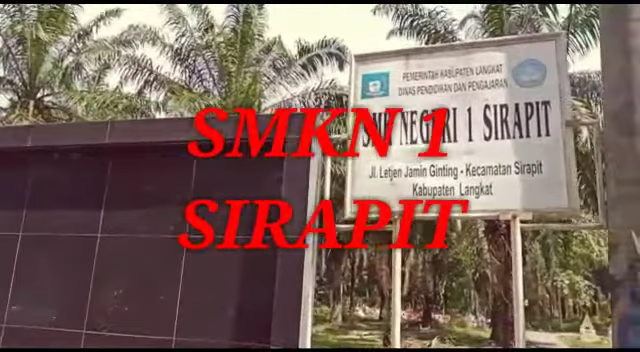 SMKN 1
SIRAPIT
PEMERINTAH KABUPATEN LANGKAT
DINAS PENDIDIKAN DAN PENGAJARAN
NEGERI 1 SIRAPIT
Jl. Letjen Jamin Ginting - Kecamatan Sirapit
Kabupaten Langkat